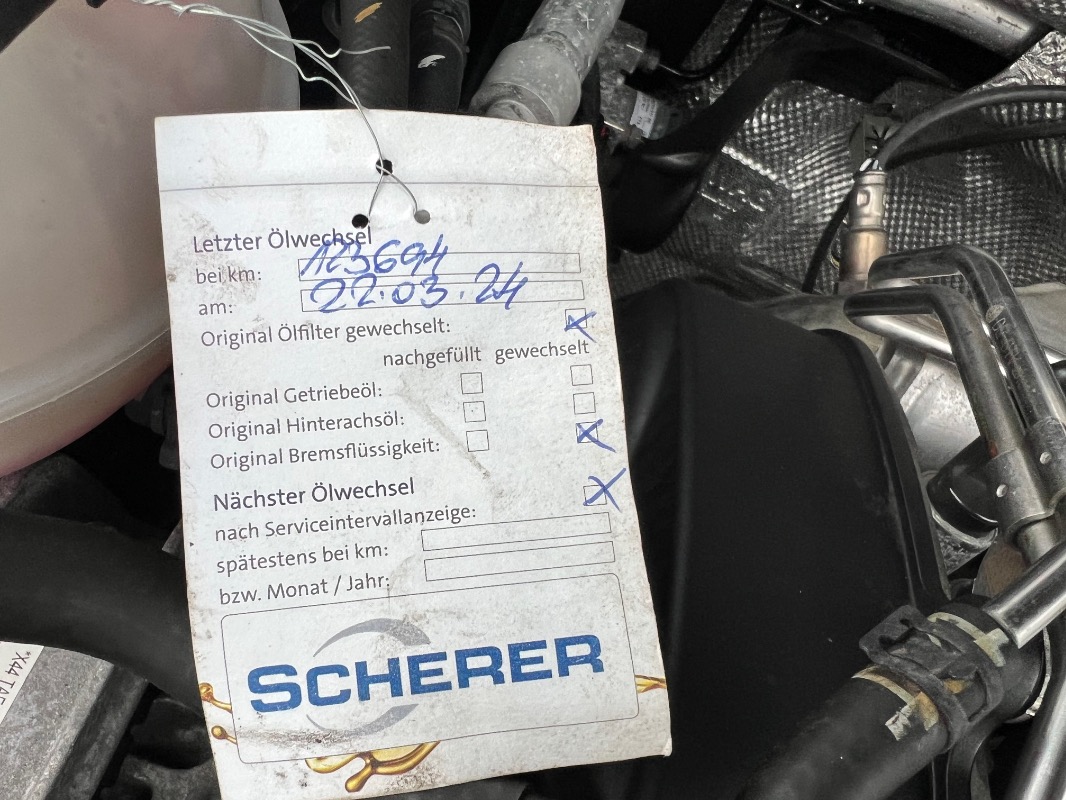 Letzter Ölwechsel
bei km: 123694
am: 22.03.24
Original Ölfilter gewechselt:
nachgefüllt gewechselt
Original Getriebeöl:
Original Hinterachsöl:
Original Bremsflüssigkeit:
Nächster Ölwechsel
nach Serviceintervallanzeige:
spätestens bei km:
bzw. Monat / Jahr:
SCHERER